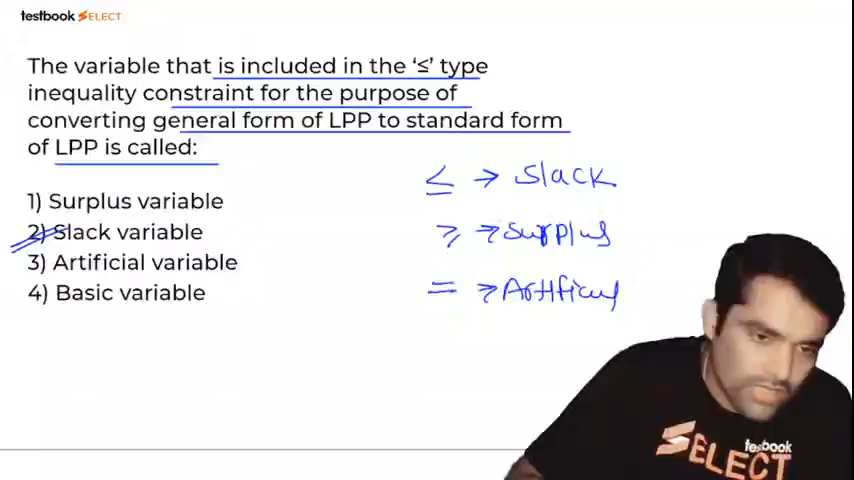 testbook SELECT
The variable that is included in the ‘≤’ type
inequality constraint for the purpose of
converting general form of LPP to standard form
of LPP is called:
1) Surplus variable
2) Slack variable
3) Artificial variable
4) Basic variable
≤ → Slack
≥ → Surplus
= → Artificial
testbook
SELECT